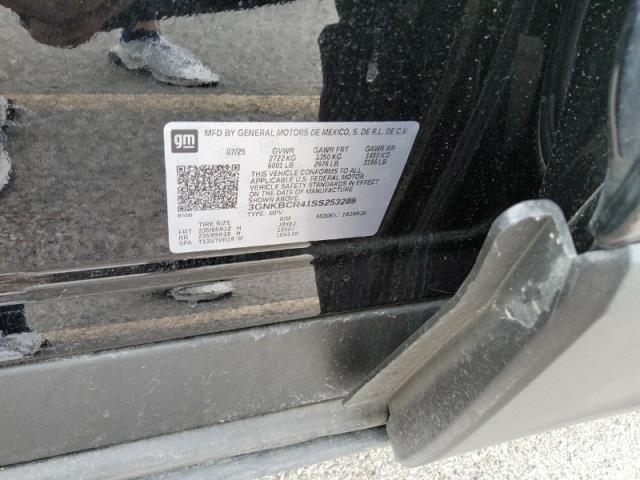 gm
MFD BY GENERAL MOTORS DE MEXICO, S. DE R.L. DE C.V.
07/25 GVWR GAWR FRT GAWR RR
2722 KG 1350 KG 1450 KG
6001 LB 2976 LB 3196 LB
THIS VEHICLE CONFORMS TO ALL
APPLICABLE U.S. FEDERAL MOTOR
VEHICLE SAFETY STANDARDS IN EFFECT
ON THE DATE OF MANUFACTURE
SHOWN ABOVE.
3GNKBCR41SS253289
TYPE: MPV MODEL: 1NR26
TIRE SIZE RIM
FRT 235/65R18 H 18X8J
RR 235/65R18 H 18X8J
SPA T135/70R18 M